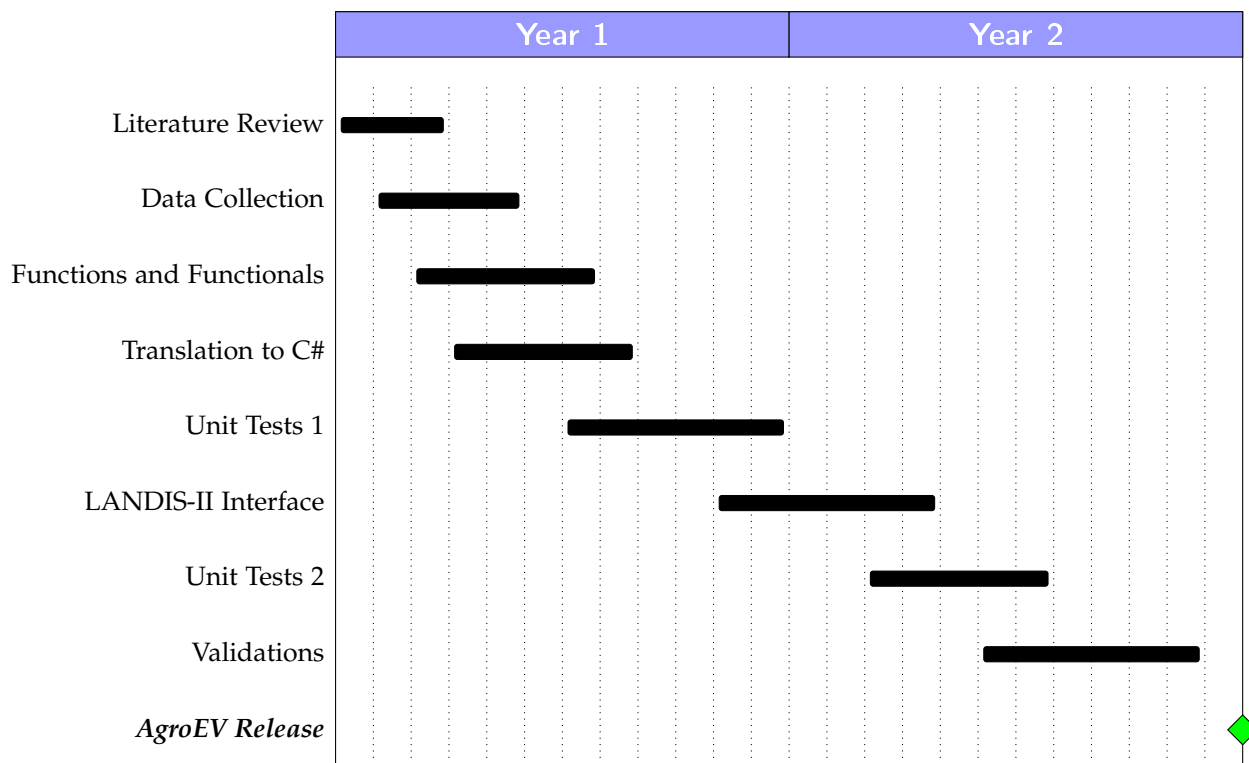 Year 1 Year 2
Literature Review
Data Collection
Functions and Functionals
Translation to C#
Unit Tests 1
LANDIS-II Interface
Unit Tests 2
Validations
AgroEV Release